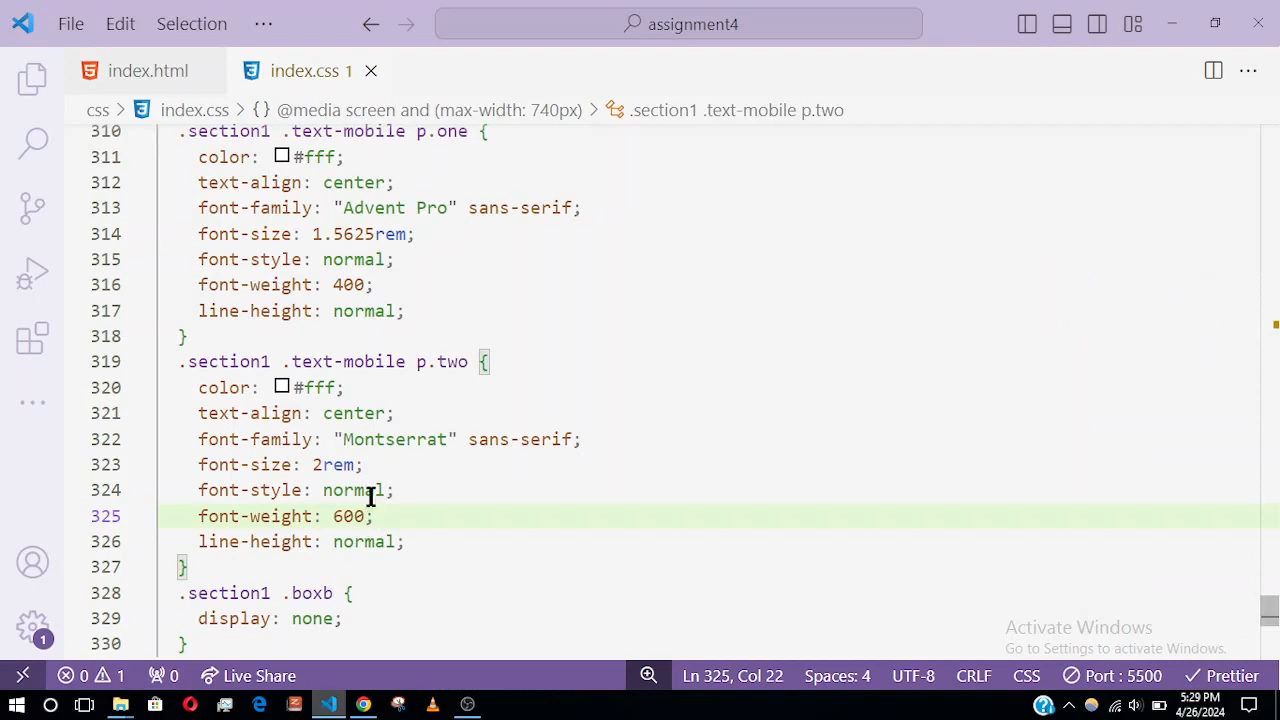 File Edit Selection ··· assignment4
index.html index.css 1
css index.css {} @media screen and (max-width: 740px) .section1 .text-mobile p.two
310 .section1 .text-mobile p.one {
311 color: #fff;
312 text-align: center;
313 font-family: "Advent Pro" sans-serif;
314 font-size: 1.5625rem;
315 font-style: normal;
316 font-weight: 400;
317 line-height: normal;
318 }
319 .section1 .text-mobile p.two {
320 color: #fff;
321 text-align: center;
322 font-family: "Montserrat" sans-serif;
323 font-size: 2rem;
324 font-style: normal;
325 font-weight: 600;
326 line-height: normal;
327 }
328 .section1 .boxb {
329 display: none;
330 }
Activate Windows
Go to Settings to activate Windows.
1
0 1 0 Live Share Ln 325, Col 22 Spaces: 4 UTF-8 CRLF CSS Port : 5500 Prettier
5:29 PM
4/26/2024